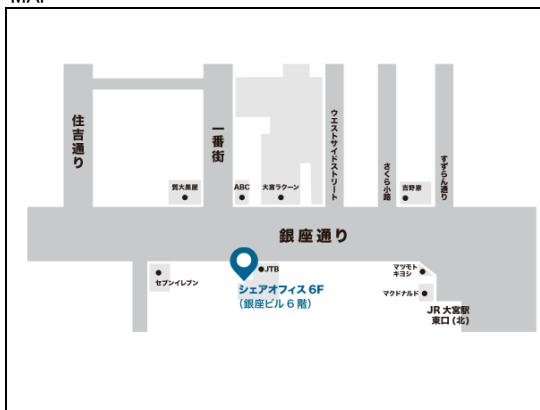 MAP
住吉通り
一番街
ウエストサイドストリート
さくら小路
すずらん通り
質大黒屋
ABC
大宮ラクーン
吉野家
銀座通り
セブンイレブン
JTB
シェアオフィス 6F
(銀座ビル 6 階)
マツモト
キヨシ
マクドナルド
JR 大宮駅
東口 (北)